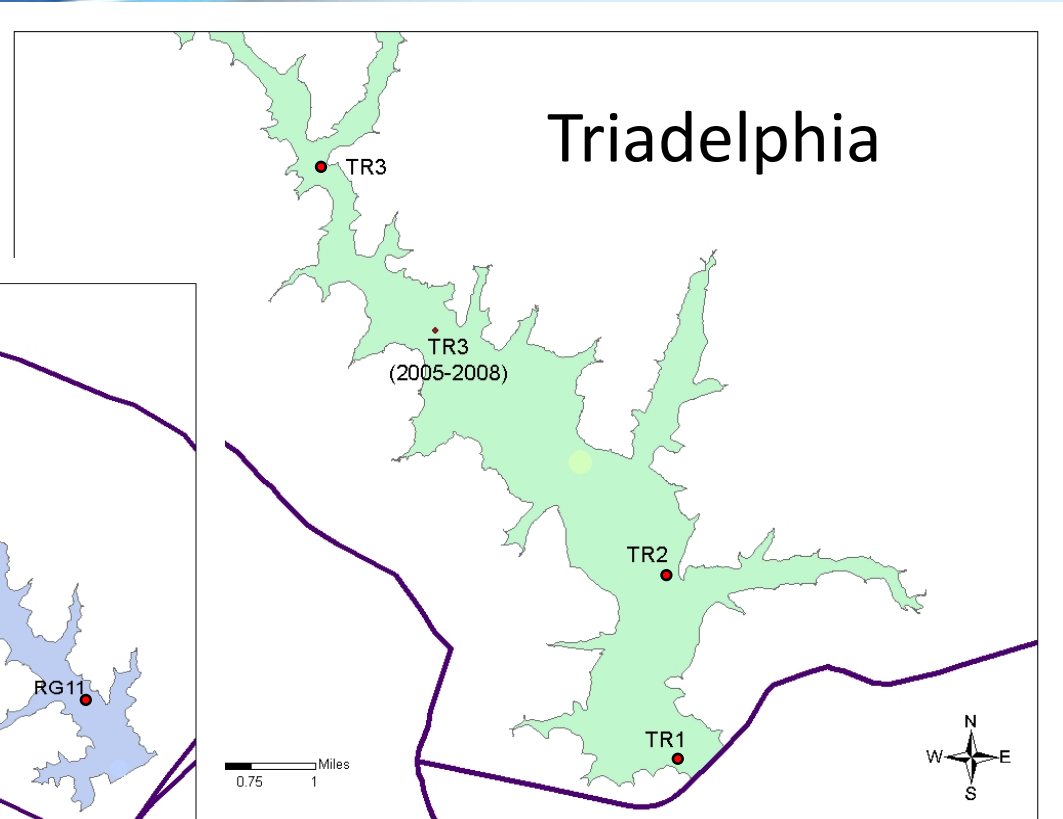 Triadelphia
TR3
TR3
(2005-2008)
TR2
RG11
TR1
Miles
0.75 1
N
W E
S